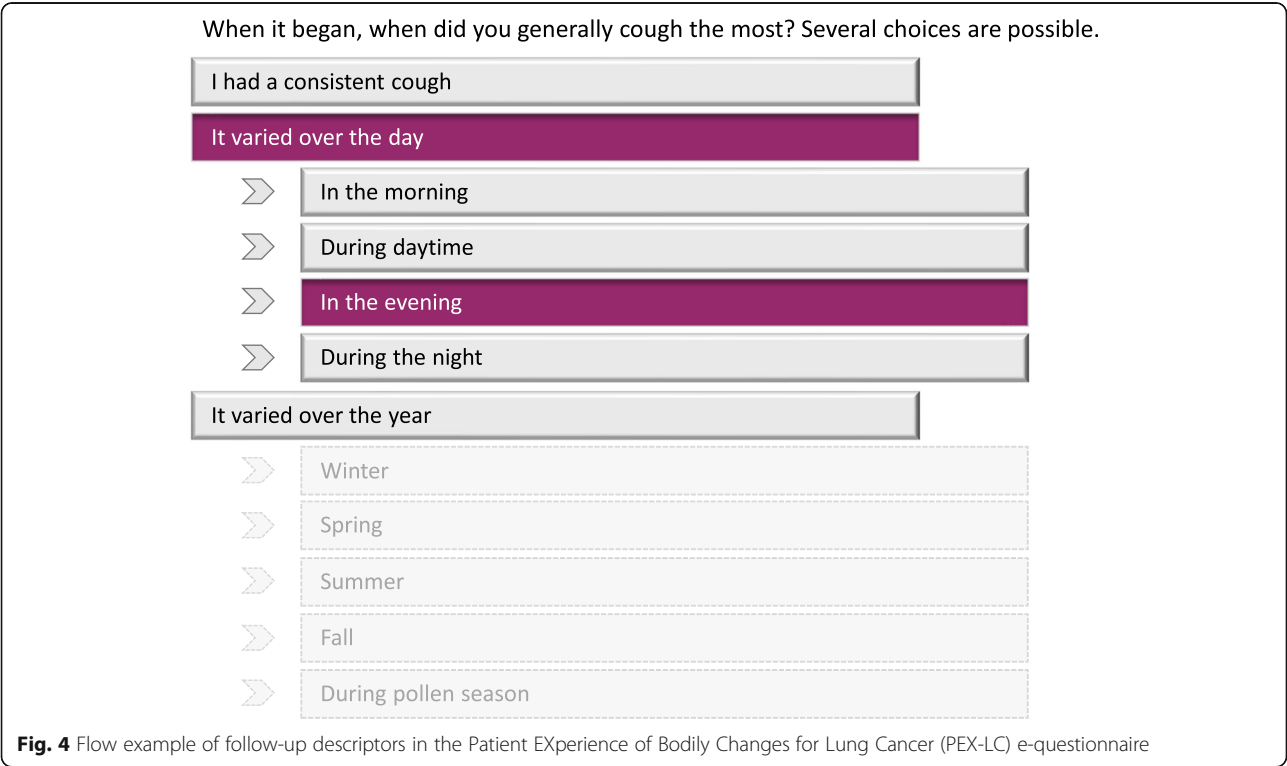 When it began, when did you generally cough the most? Several choices are possible.
I had a consistent cough
It varied over the day
In the morning
During daytime
In the evening
During the night
It varied over the year
Winter
Spring
Summer
Fall
During pollen season
Fig. 4 Flow example of follow-up descriptors in the Patient EXperience of Bodily Changes for Lung Cancer (PEX-LC) e-questionnaire